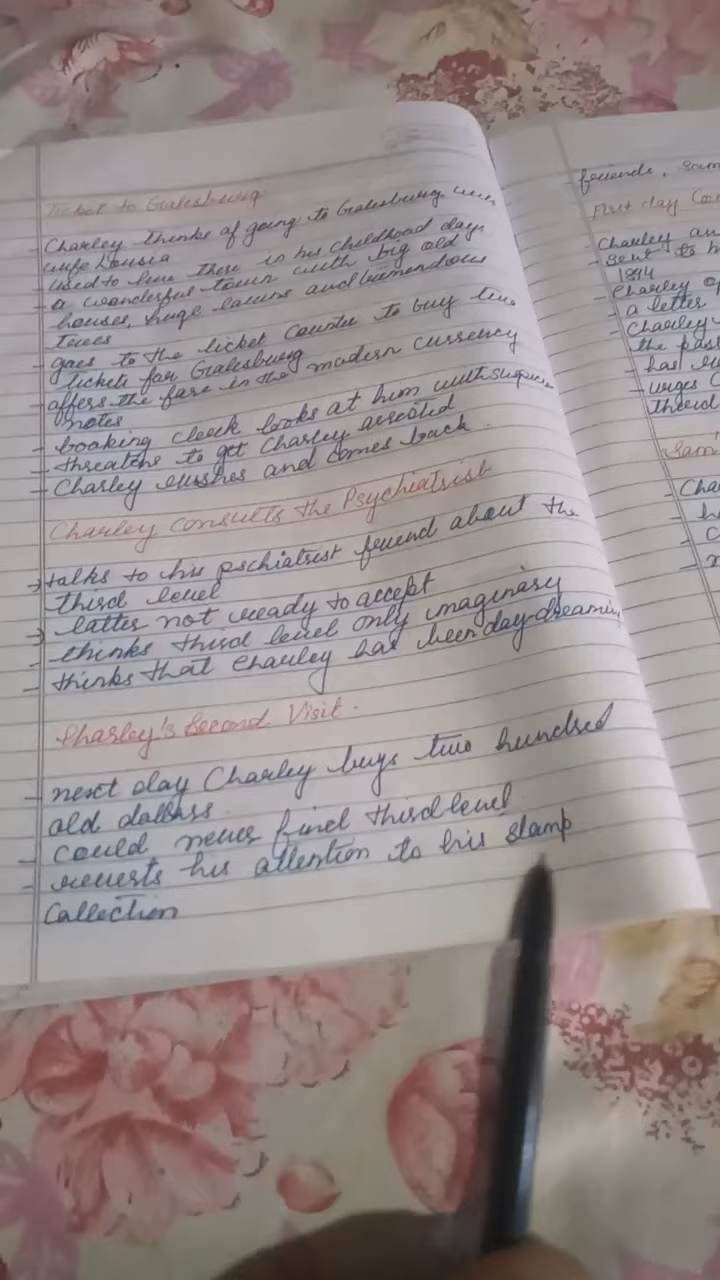 Ticket to Galesburg
- Charley thinks of going to Galesburg with
wife Lousia
- used to live there in his childhood days
- a wonderful town with big old
houses, huge lawns and tremendous
trees
- goes to the ticket counter to buy two
tickets for Galesburg
- offers the fare in the modern currency
notes
- booking clerk looks at him with
- threatens to get Charley arrested
- Charley rushes and comes back.
Charley Consults the Psychiatrist
→ talks to his pschiatrist friend about the
third level
→ latter not ready to accept
- thinks third level only imaginary
- thinks that Charley has been day-dreaming
Charley's Second Visit.
- next day Charley buys two hundred
old dollars.
- could never find third level
- reverts his attention to his stamp
Collection
friends, Sam
First day Co
- Charley an
- sent to h
1894
- Charley op
- a letter
- Charley
the past
- has
- urges C
third
Sam'
- Cha
- h
- C
- n